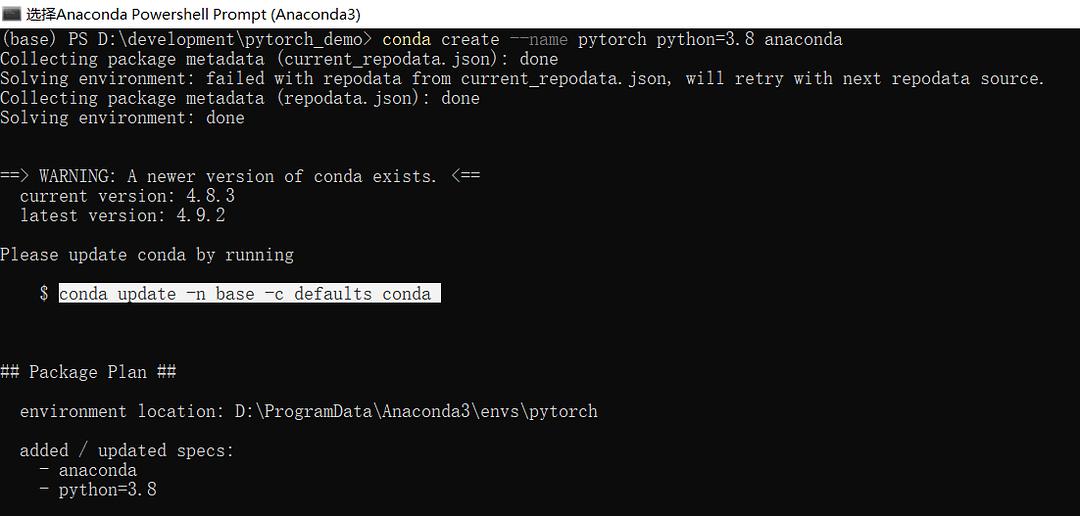 选择Anaconda Powershell Prompt (Anaconda3)
(base) PS D:\development\pytorch_demo> conda create --name pytorch python=3.8 anaconda
Collecting package metadata (current_repodata.json): done
Solving environment: failed with repodata from current_repodata.json, will retry with next repodata source.
Collecting package metadata (repodata.json): done
Solving environment: done
==> WARNING: A newer version of conda exists. <==
current version: 4.8.3
latest version: 4.9.2
Please update conda by running
$ conda update -n base -c defaults conda
## Package Plan ##
environment location: D:\ProgramData\Anaconda3\envs\pytorch
added / updated specs:
- anaconda
- python=3.8